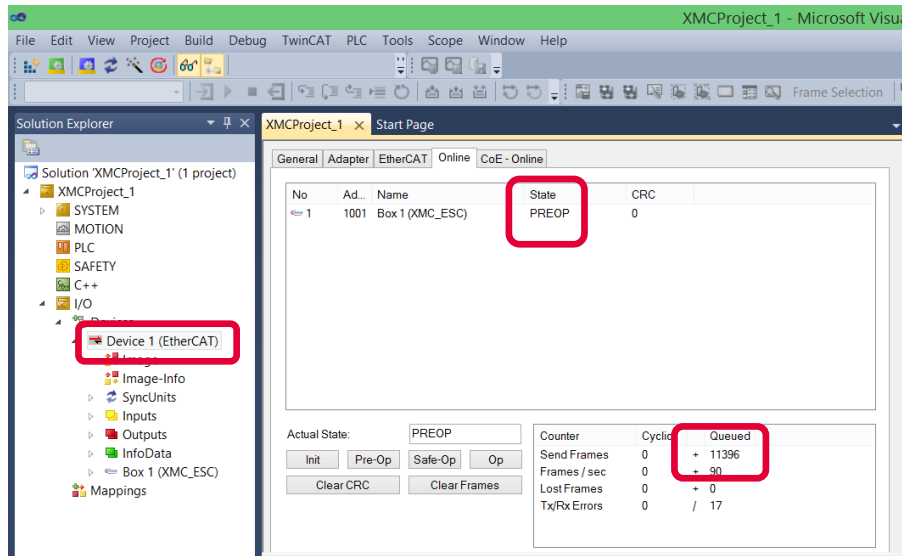 XMCProject_1 - Microsoft Visua
File Edit View Project Build Debug TwinCAT PLC Tools Scope Window Help
Frame Selection
Solution Explorer
XMCProject_1 Start Page
General Adapter EtherCAT Online CoE - Online
Solution 'XMCProject_1' (1 project)
XMCProject_1
SYSTEM
MOTION
PLC
SAFETY
C++
I/O
Devices
Device 1 (EtherCAT)
Image
Image-Info
SyncUnits
Inputs
Outputs
InfoData
Box 1 (XMC_ESC)
Mappings
No Ad... Name State CRC
1 1001 Box 1 (XMC_ESC) PREOP 0
Actual State: PREOP
Init Pre-Op Safe-Op Op
Clear CRC Clear Frames
Counter Cyclic Queued
Send Frames 0 + 11396
Frames / sec 0 + 90
Lost Frames 0 + 0
Tx/Rx Errors 0 / 17